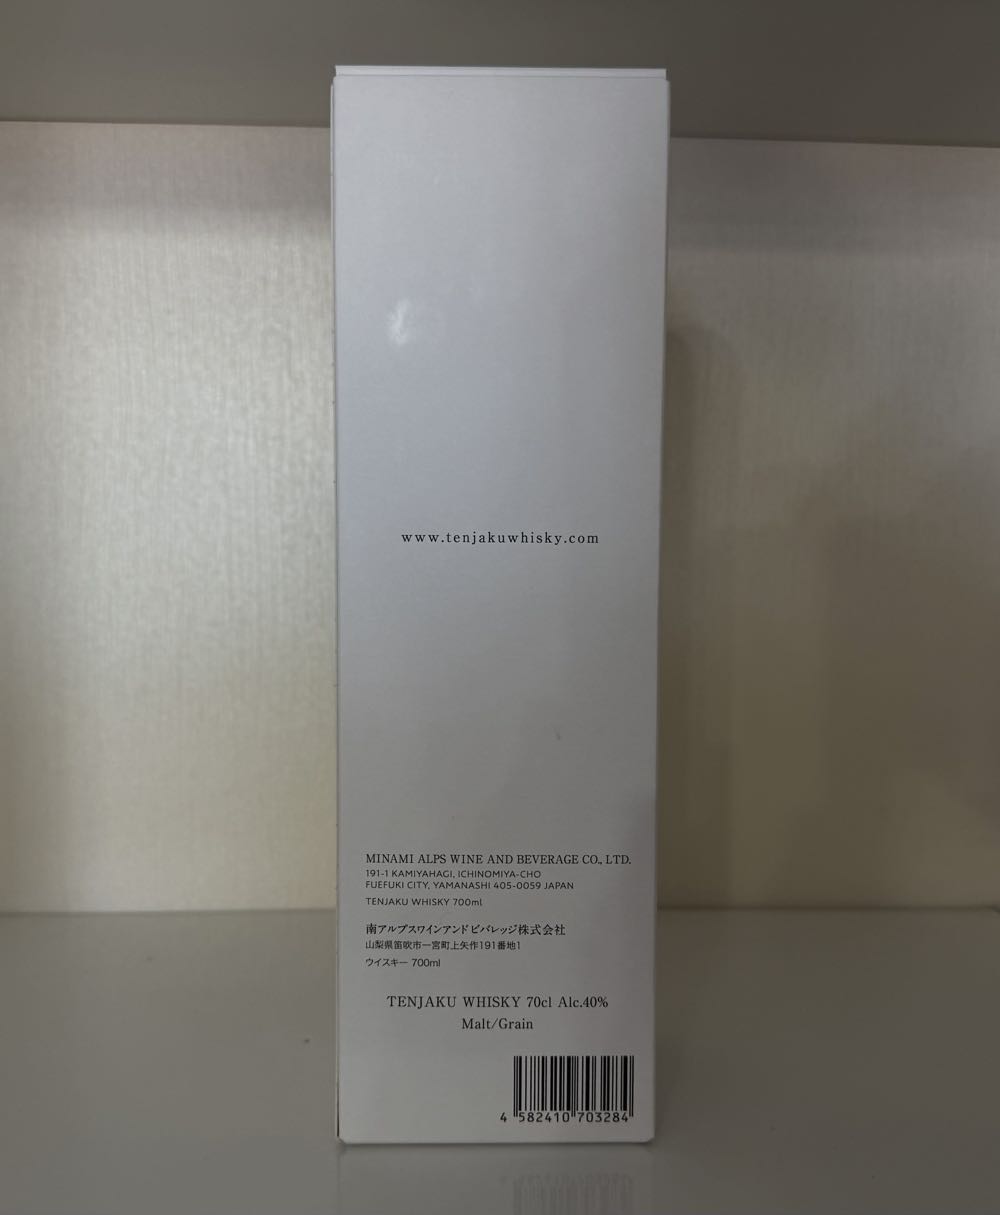 www.tenjakuwhisky.com
MINAMI ALPS WINE AND BEVERAGE CO., LTD.
191-1 KAMIYAHAGI, ICHINOMIYA-CHO
FUEFUKI CITY, YAMANASHI 405-0059 JAPAN
TENJAKU WHISKY 700ml
南アルプスワインアンドビバレッジ株式会社
山梨県笛吹市一宮町上矢作191番地1
ウイスキー 700ml
TENJAKU WHISKY 70cl Alc.40%
Malt/Grain
4 582410 703284